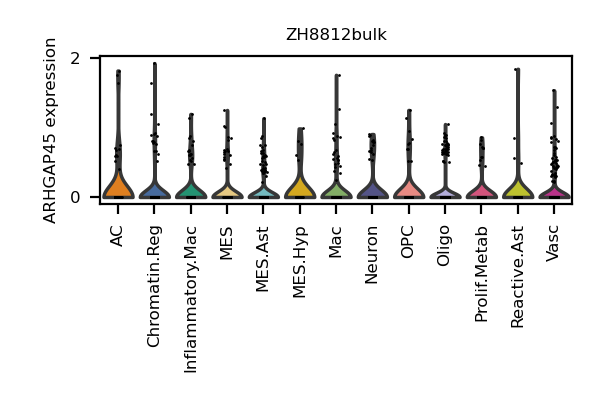 ZH8812bulk
ARHGAP45 expression
2
0
AC
Chromatin.Reg
Inflammatory.Mac
MES
MES.Ast
MES.Hyp
Mac
Neuron
OPC
Oligo
Prolif.Metab
Reactive.Ast
Vasc